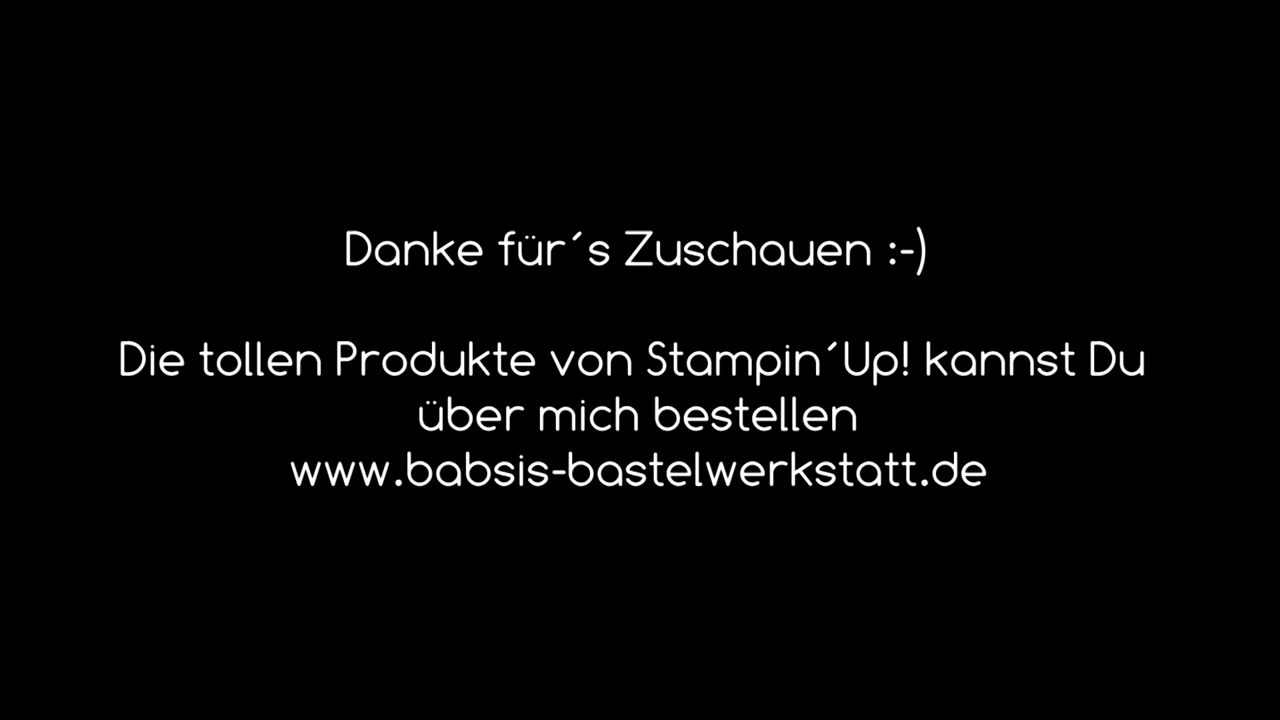 Danke für´s Zuschauen :-)
Die tollen Produkte von Stampin´Up! kannst Du
über mich bestellen
www.babsis-bastelwerkstatt.de